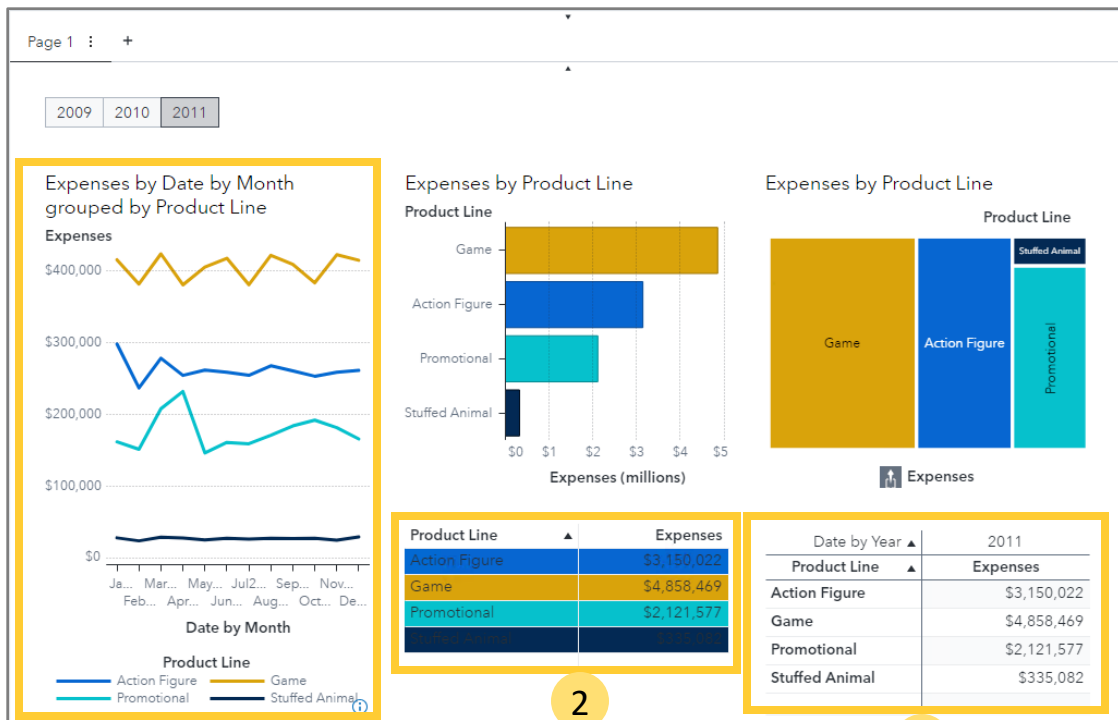 Page 1
2009 2010 2011
Expenses by Date by Month
grouped by Product Line
Expenses
$400,000
$300,000
$200,000
$100,000
$0
Ja... Mar... May... Jul2... Sep... Nov...
Feb... Apr... Jun... Aug... Oct... De...
Date by Month
Product Line
Action Figure Game
Promotional Stuffed Animal
Expenses by Product Line
Product Line
Game
Action Figure
Promotional
Stuffed Animal
$0 $1 $2 $3 $4 $5
Expenses (millions)
Expenses by Product Line
Product Line
Game
Action Figure
Stuffed Animal
Promotional
Expenses
Product Line Expenses
Action Figure $3,150,022
Game $4,858,469
Promotional $2,121,577
Stuffed Animal $335,082
2
Date by Year 2011
Product Line Expenses
Action Figure $3,150,022
Game $4,858,469
Promotional $2,121,577
Stuffed Animal $335,082